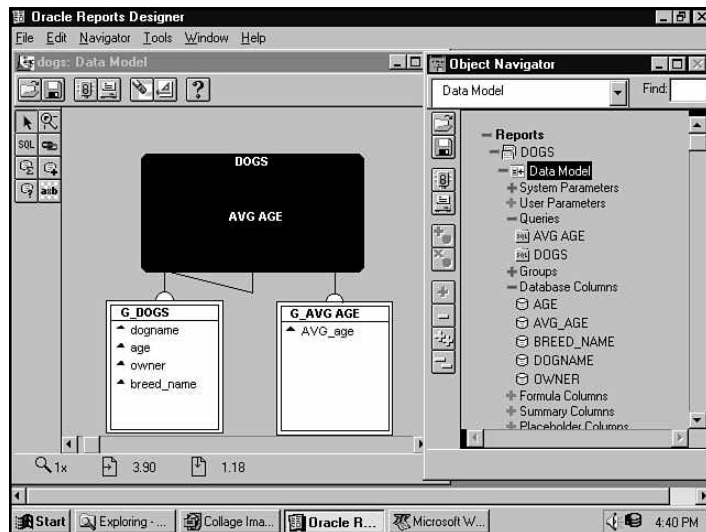 Oracle Reports Designer
File Edit Navigator Tools Window Help
dogs: Data Model
SQL
a≡b
DOGS
AVG AGE
G_DOGS
dogname
age
owner
breed_name
G_AVG AGE
AVG_age
1x 3.90 1.18
Object Navigator
Data Model Find:
Reports
DOGS
Data Model
System Parameters
User Parameters
Queries
SQL AVG AGE
SQL DOGS
Groups
Database Columns
AGE
AVG_AGE
BREED_NAME
DOGNAME
OWNER
Formula Columns
Summary Columns
Placeholder Columns
Start Exploring - ... Collage Ima... Oracle R... Microsoft W... 4:40 PM